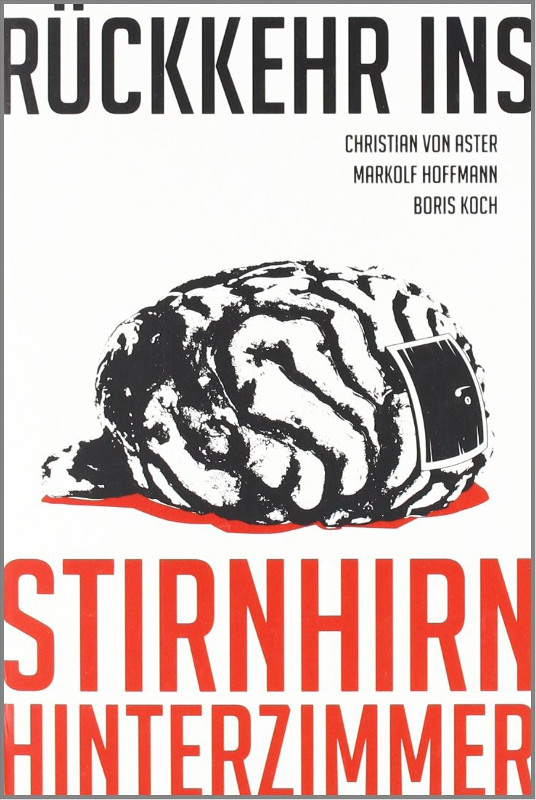 RÜCKKEHR INS
CHRISTIAN VON ASTER
MARKOLF HOFFMANN
BORIS KOCH
STIRNHIRN
HINTERZIMMER